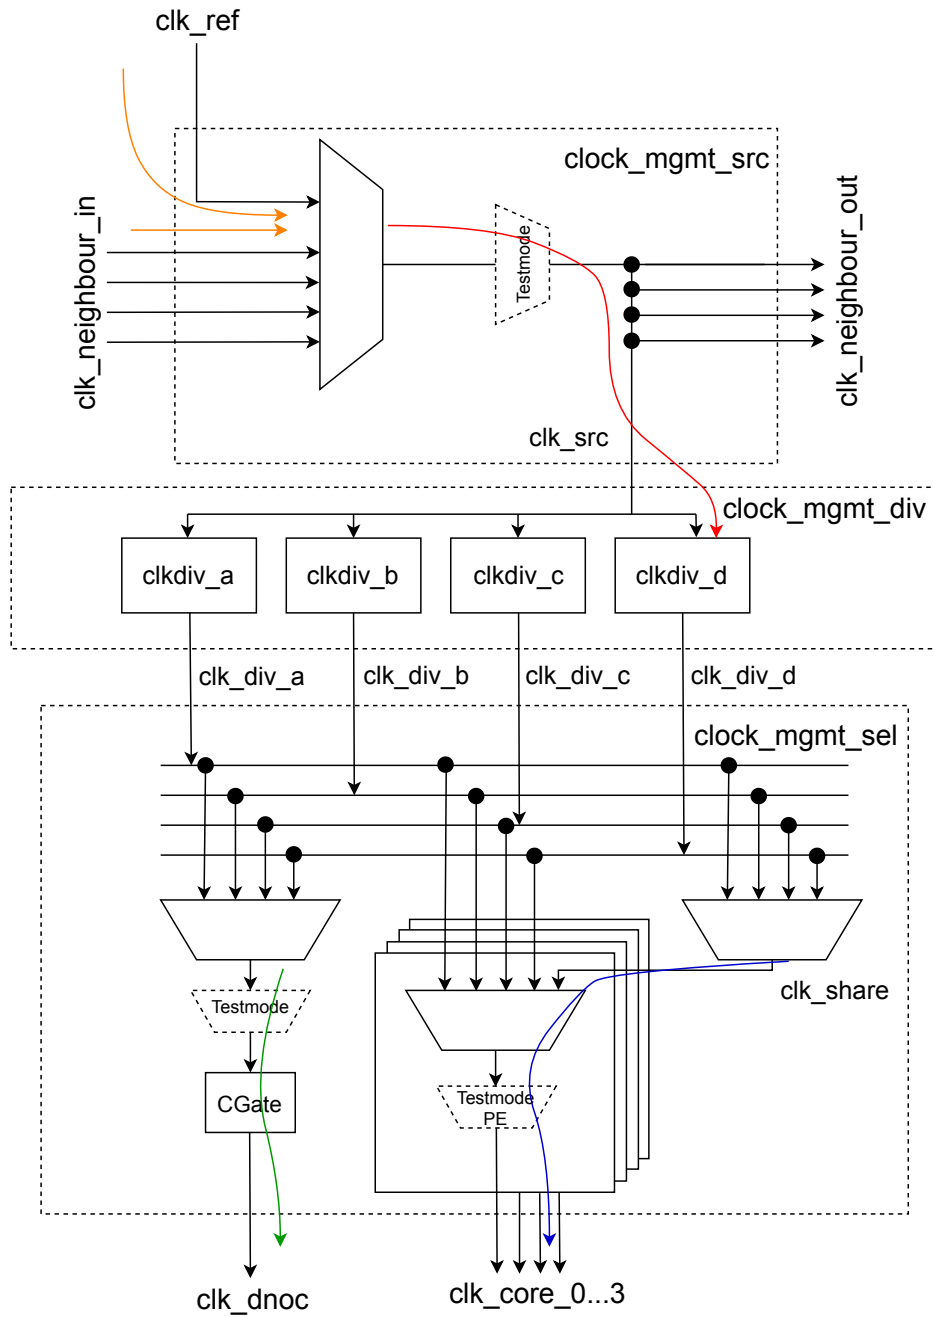 clk_ref
clock_mgmt_src
clk_neighbour_in
Testmode
clk_neighbour_out
clk_src
clock_mgmt_div
clkdiv_a
clkdiv_b
clkdiv_c
clkdiv_d
clk_div_a
clk_div_b
clk_div_c
clk_div_d
clock_mgmt_sel
clk_share
Testmode
CGate
Testmode
PE
clk_dnoc
clk_core_0...3